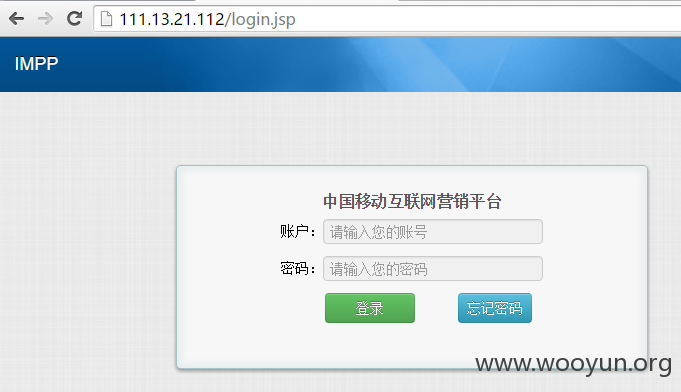 111.13.21.112/login.jsp
IMPP
中国移动互联网营销平台
账户： 请输入您的账号
密码： 请输入您的密码
登录 忘记密码
www.wooyun.org